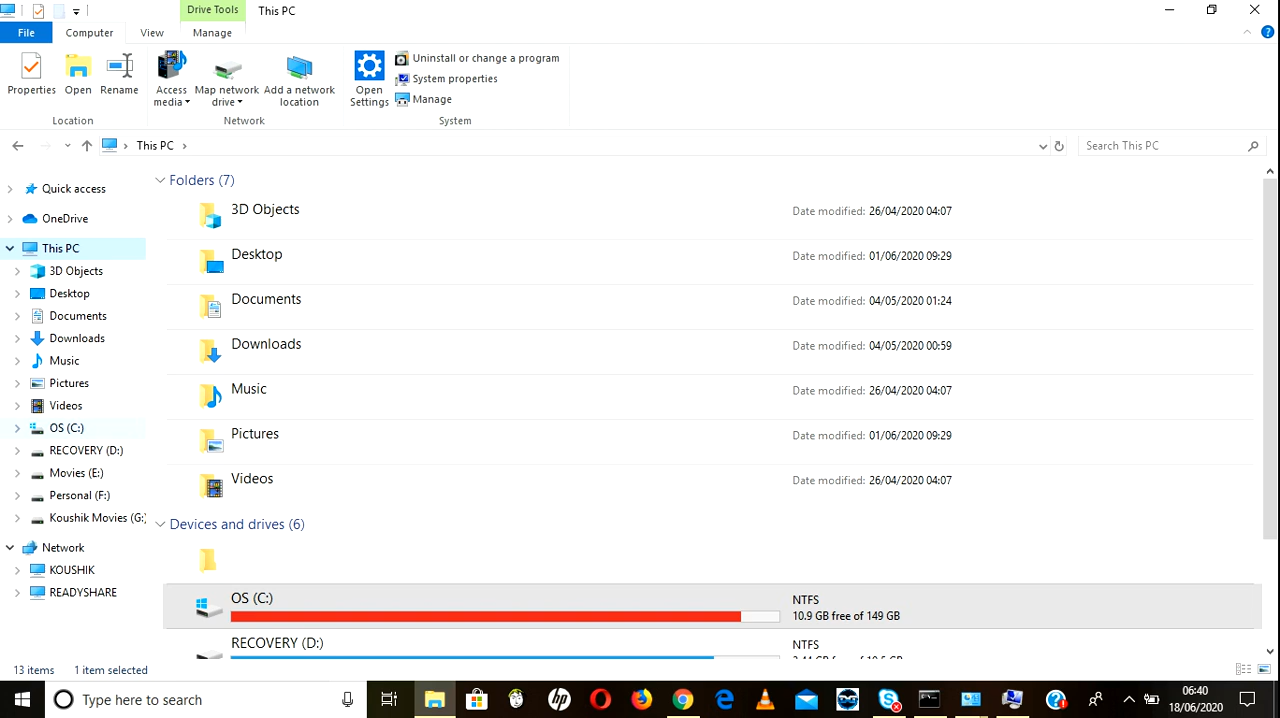 Drive Tools
This PC
File
Computer
View
Manage
Properties
Open
Rename
Access media
Map network drive
Add a network location
Open Settings
Uninstall or change a program
System properties
Manage
Location
Network
System
This PC
Search This PC
Quick access
OneDrive
This PC
3D Objects
Desktop
Documents
Downloads
Music
Pictures
Videos
OS (C:)
RECOVERY (D:)
Movies (E:)
Personal (F:)
Koushik Movies (G:)
Network
KOUSHIK
READYSHARE
Folders (7)
3D Objects Date modified: 26/04/2020 04:07
Desktop Date modified: 01/06/2020 09:29
Documents Date modified: 04/05/2020 01:24
Downloads Date modified: 04/05/2020 00:59
Music Date modified: 26/04/2020 04:07
Pictures Date modified: 01/06/2020 09:29
Videos Date modified: 26/04/2020 04:07
Devices and drives (6)
OS (C:) NTFS
10.9 GB free of 149 GB
RECOVERY (D:) NTFS
13 items 1 item selected
Type here to search
06:40
18/06/2020